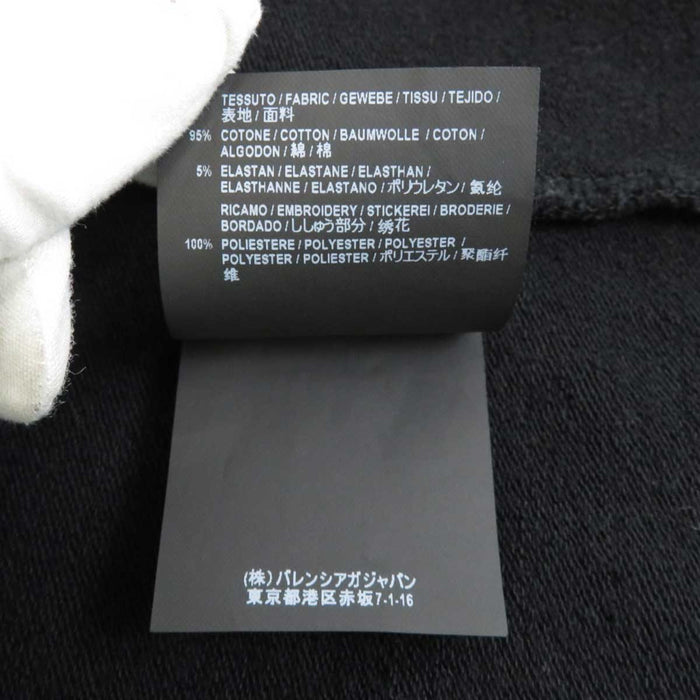 TESSUTO / FABRIC / GEWEBE / TISSU / TEJIDO /
表地 / 面料
95% COTONE / COTTON / BAUMWOLLE / COTON /
ALGODON / 綿 / 棉
5% ELASTAN / ELASTANE / ELASTHAN /
ELASTHANNE / ELASTANO / ポリウレタン / 氨纶
RICAMO / EMBROIDERY / STICKEREI / BRODERIE /
BORDADO / ししゅう部分 / 绣花
100% POLIESTERE / POLYESTER / POLYESTER /
POLYESTER / POLIESTER / ポリエステル / 聚酯纤
维
(株) バレンシアガジャパン
東京都港区赤坂7-1-16